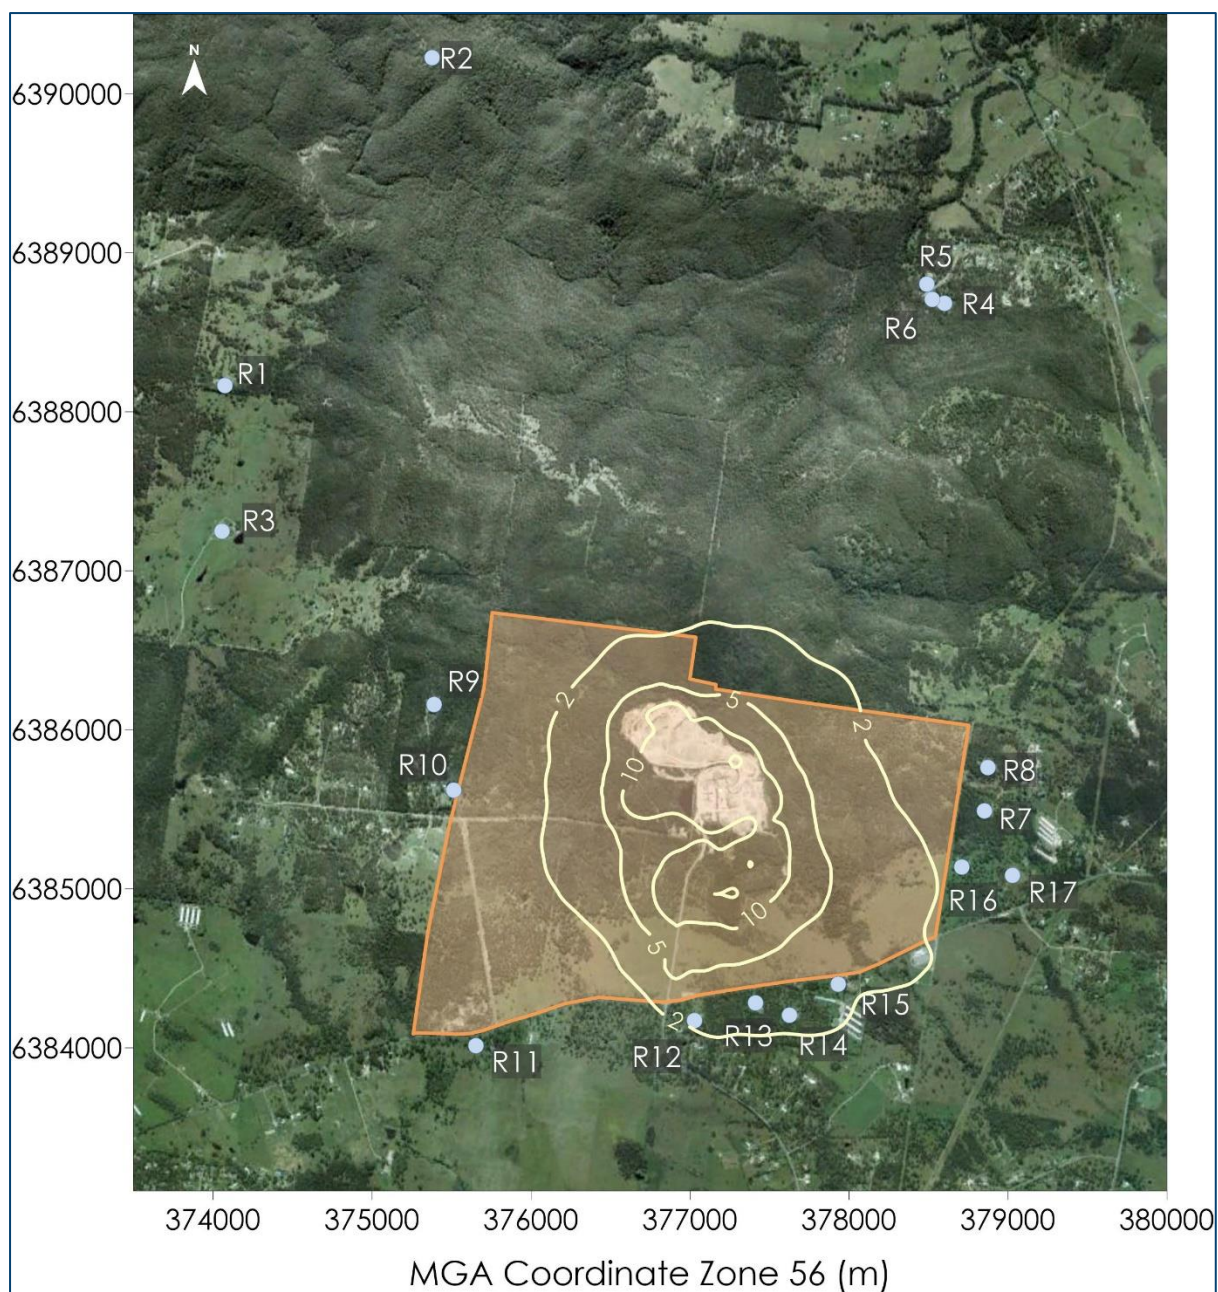 N
R2
6390000
6389000
R5
R4
R6
R1
6388000
R3
6387000
R9
2
5
2
6386000
R10
10
R8
R7
6385000
R16
R17
10
5
R15
2
R13
R14
6384000
R12
R11
374000 375000 376000 377000 378000 379000 380000
MGA Coordinate Zone 56 (m)